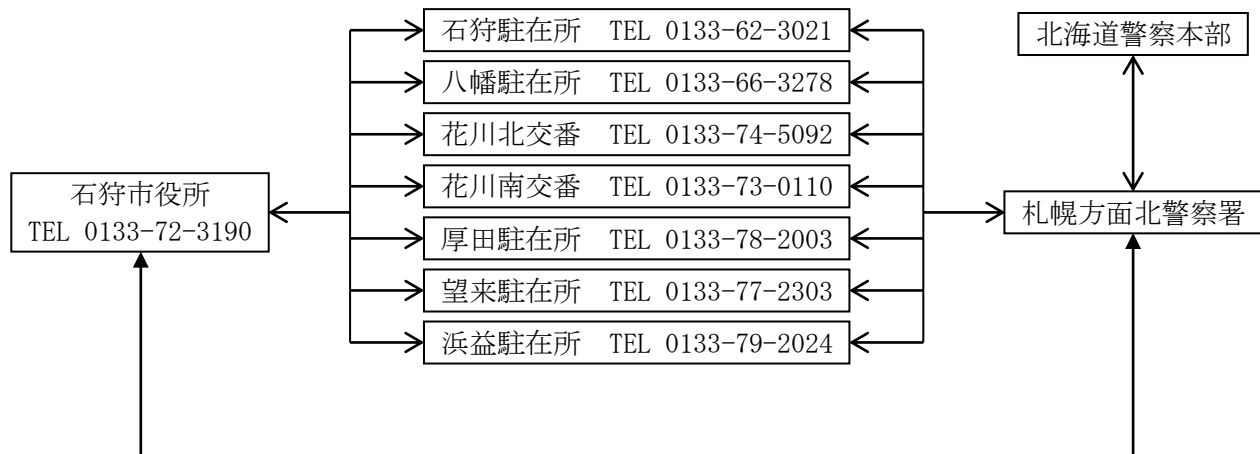 石狩駐在所　TEL 0133-62-3021
北海道警察本部
八幡駐在所　TEL 0133-66-3278
花川北交番　TEL 0133-74-5092
花川南交番　TEL 0133-73-0110
石狩市役所
TEL 0133-72-3190
札幌方面北警察署
厚田駐在所　TEL 0133-78-2003
望来駐在所　TEL 0133-77-2303
浜益駐在所　TEL 0133-79-2024